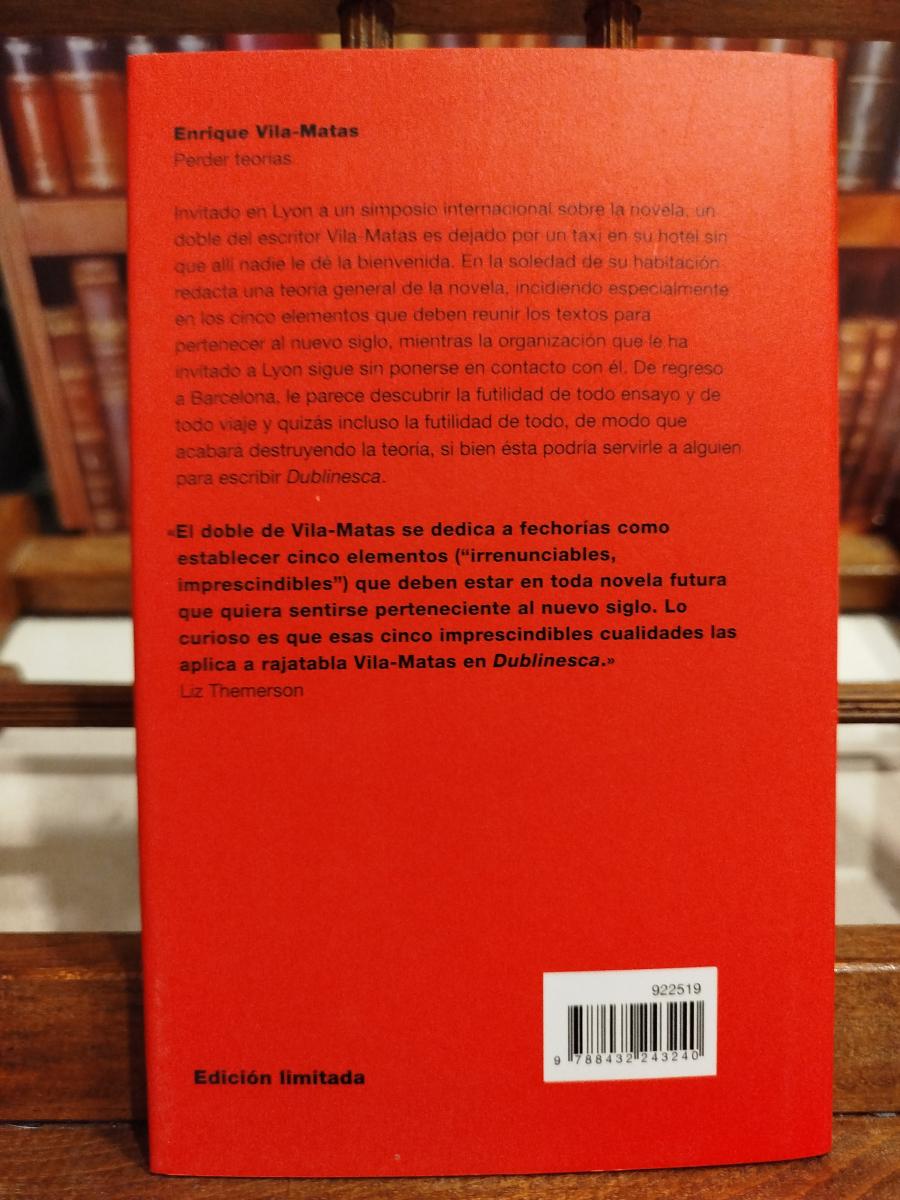 Enrique Vila-Matas
Perder teorías
Invitado en Lyon a un simposio internacional sobre la novela, un
doble del escritor Vila-Matas es dejado por un taxi en su hotel sin
que allí nadie le dé la bienvenida. En la soledad de su habitación
redacta una teoría general de la novela, incidiendo especialmente
en los cinco elementos que deben reunir los textos para
pertenecer al nuevo siglo, mientras la organización que le ha
invitado a Lyon sigue sin ponerse en contacto con él. De regreso
a Barcelona, le parece descubrir la futilidad de todo ensayo y de
todo viaje y quizás incluso la futilidad de todo, de modo que
acabará destruyendo la teoría, si bien ésta podría servirle a alguien
para escribir Dublinesca.
«El doble de Vila-Matas se dedica a fechorías como
establecer cinco elementos (“irrenunciables,
imprescindibles”) que deben estar en toda novela futura
que quiera sentirse perteneciente al nuevo siglo. Lo
curioso es que esas cinco imprescindibles cualidades las
aplica a rajatabla Vila-Matas en Dublinesca.»
Liz Themerson
922519
9 788432 243240
Edición limitada